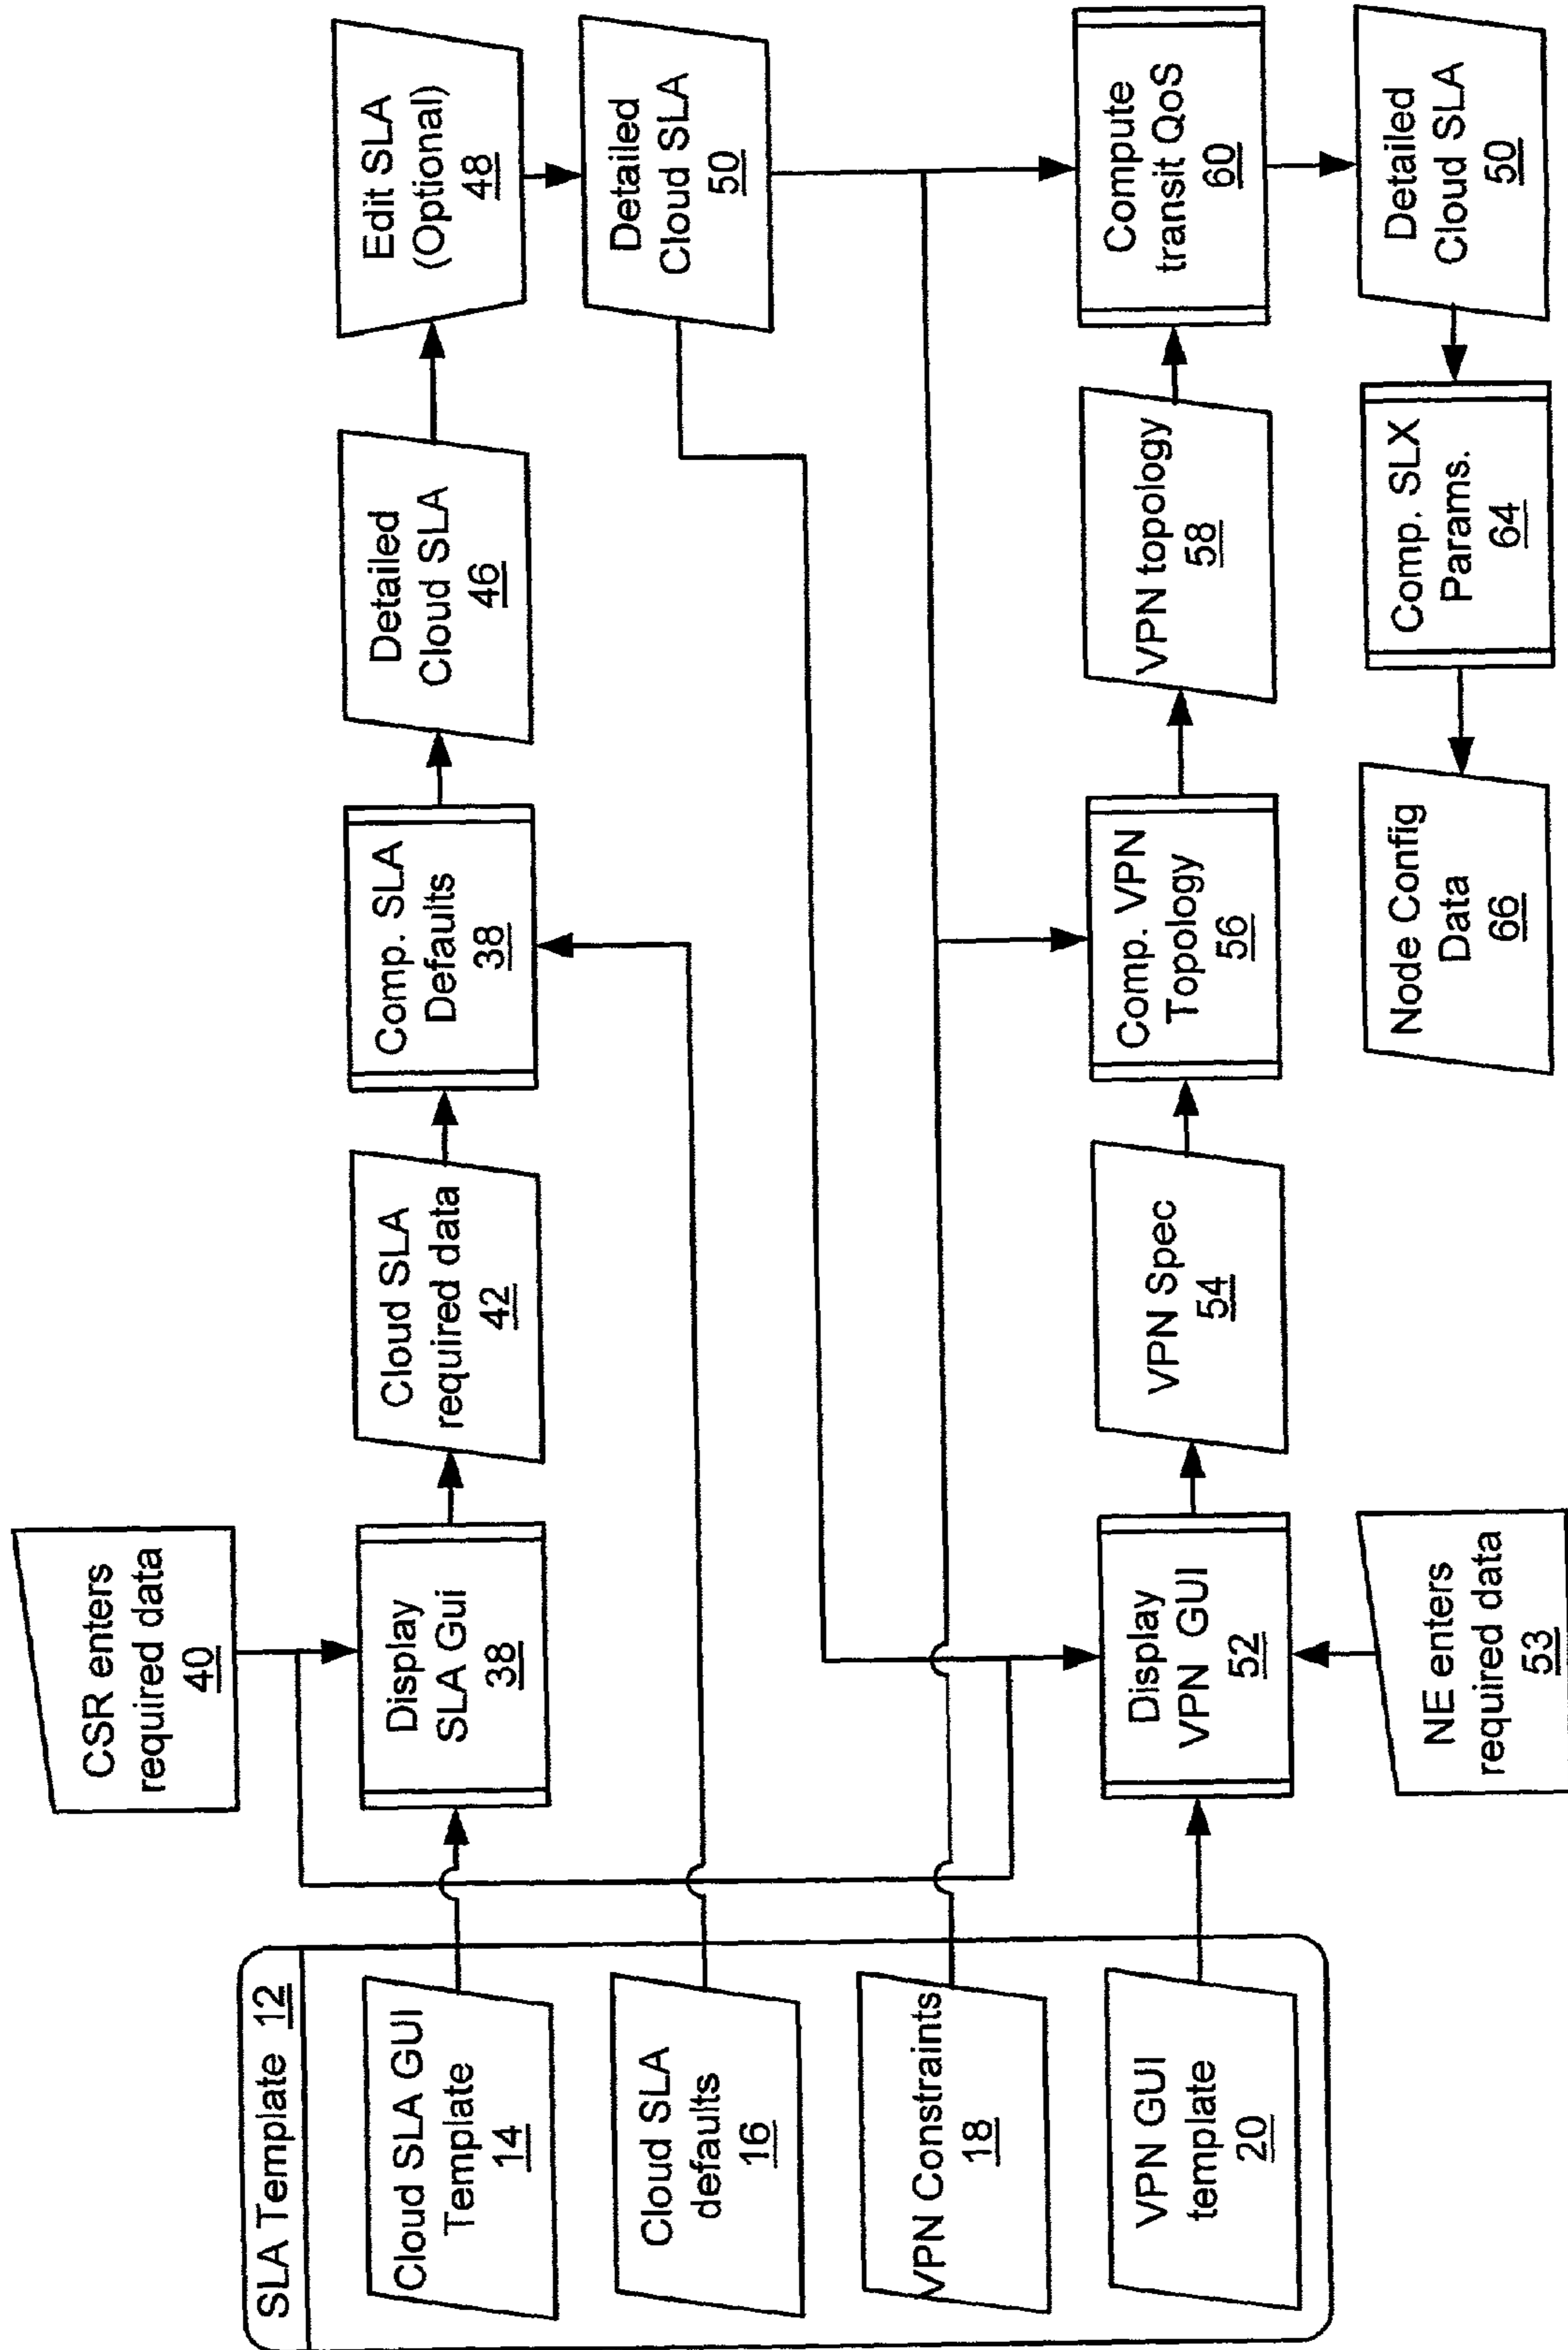 CSR enters
required data
40
SLA Template 12
Cloud SLA GUI
Template
14
Display
SLA Gui
38
Cloud SLA
required data
42
Comp. SLA
Defaults
38
Detailed
Cloud SLA
46
Edit SLA
(Optional)
48
Cloud SLA
defaults
16
Detailed
Cloud SLA
50
VPN Constraints
18
VPN GUI
template
20
Display
VPN GUI
52
VPN Spec
54
Comp. VPN
Topology
56
VPN topology
58
Compute
transit QoS
60
NE enters
required data
53
Node Config
Data
66
Comp. SLX
Params.
64
Detailed
Cloud SLA
50